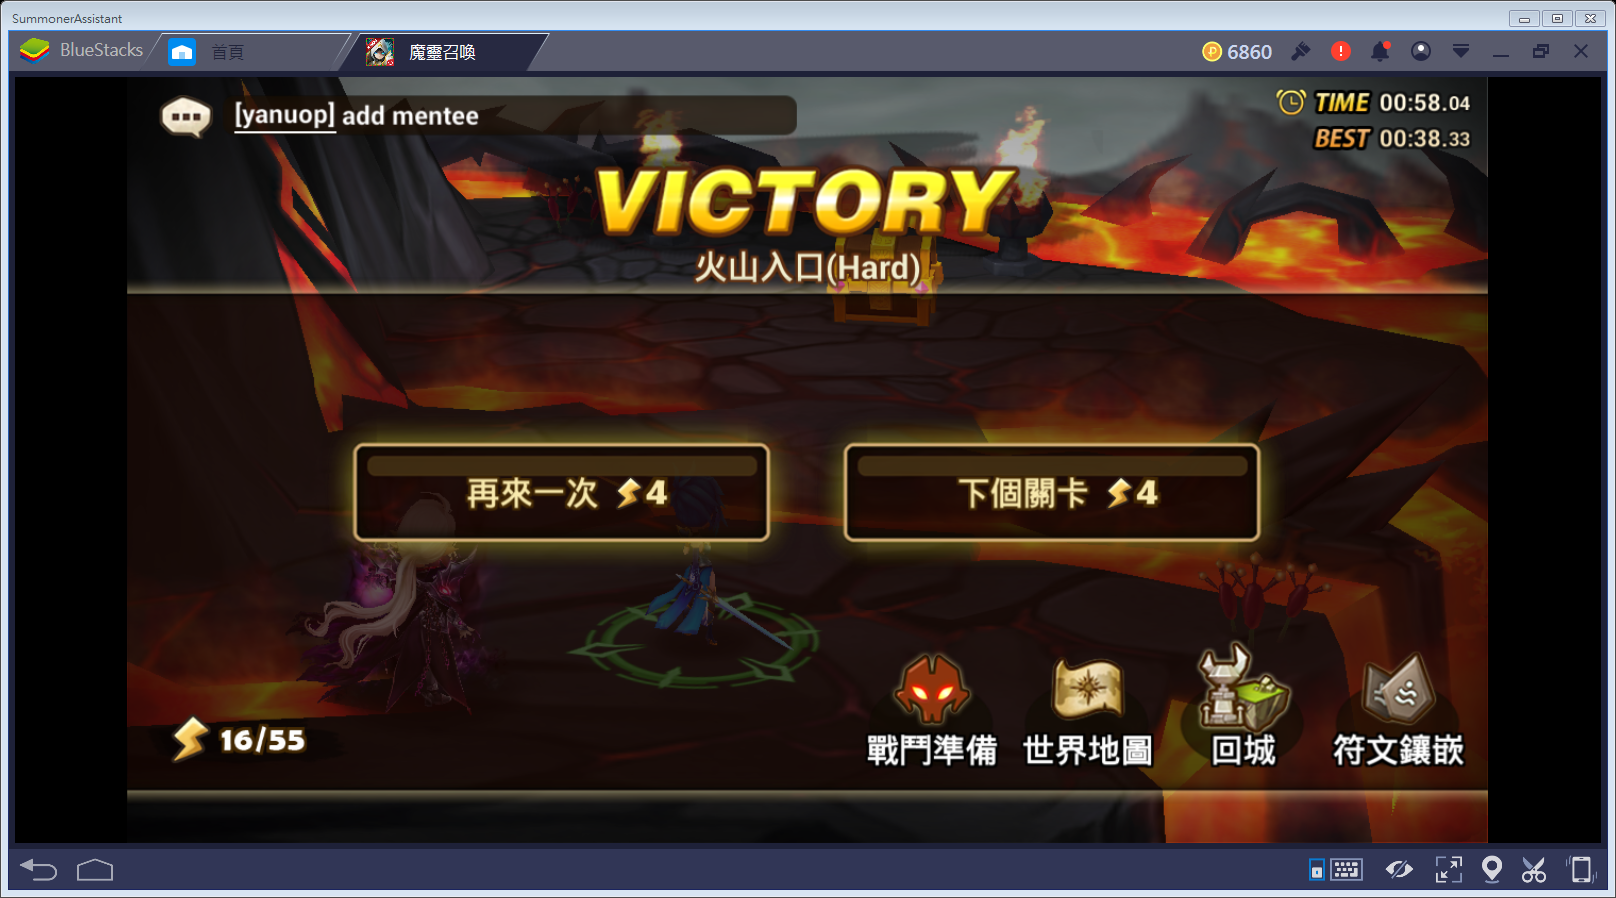 SummonerAssistant
BlueStacks
首頁
魔靈召喚
6860
[yanuop] add mentee
TIME 00:58.04
BEST 00:38.33
VICTORY
火山入口(Hard)
再來一次 4
下個關卡 4
16/55
戰鬥準備
世界地圖
回城
符文鑲嵌